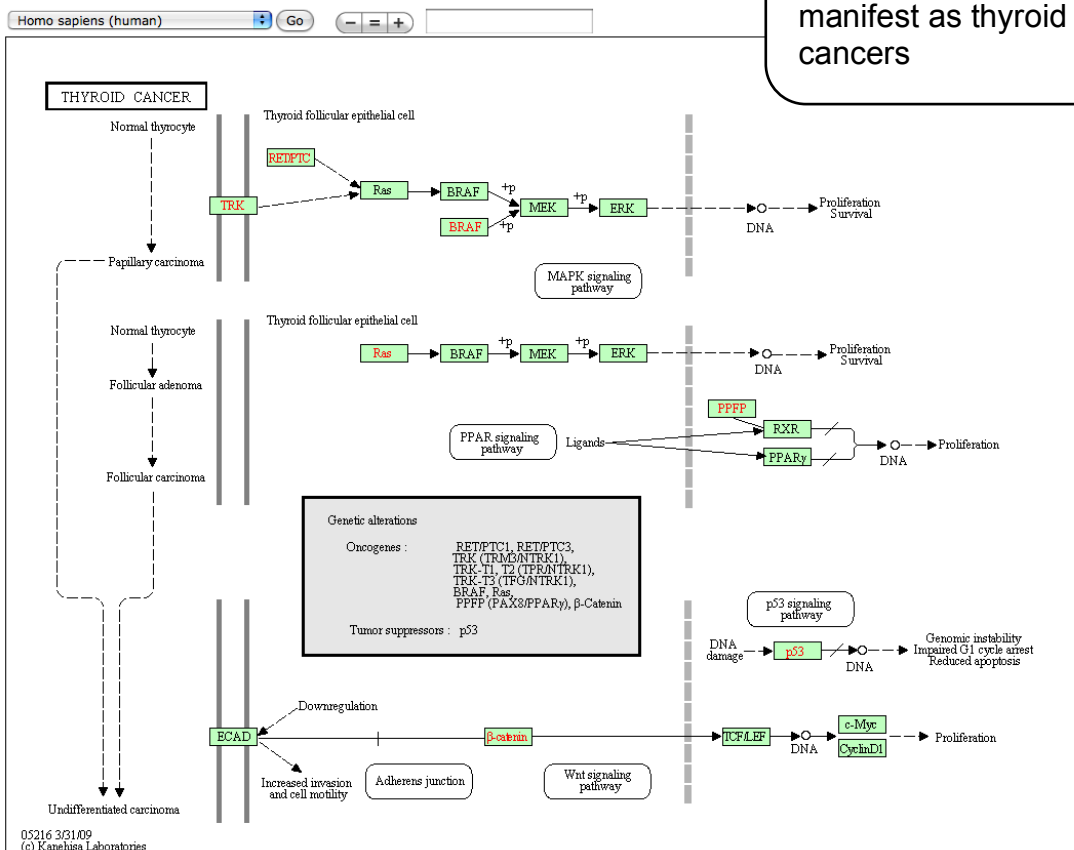 Homo sapiens (human)
Go
- = +
manifest as thyroid
cancers
THYROID CANCER
Normal thyrocyte
Thyroid follicular epithelial cell
RET/PTC
TRK
Ras
BRAF
+p
BRAF
+p
MEK
+p
ERK
DNA
Proliferation
Survival
Papillary carcinoma
MAPK signaling
pathway
Normal thyrocyte
Thyroid follicular epithelial cell
Ras
BRAF
+p
MEK
+p
ERK
DNA
Proliferation
Survival
Follicular adenoma
PPFP
PPAR signaling
pathway
Ligands
RXR
PPARγ
DNA
Proliferation
Follicular carcinoma
Genetic alterations
Oncogenes : RET/PTC1, RET/PTC3,
TRK (TRM3/NTRK1),
TRK-T1, T2 (TPR/NTRK1),
TRK-T3 (TFG/NTRK1),
BRAF, Ras,
PPFP (PAX8/PPARγ), β-Catenin
Tumor suppressors : p53
p53 signaling
pathway
DNA
damage
p53
DNA
Genomic instability
Impaired G1 cycle arrest
Reduced apoptosis
Downregulation
ECAD
β-catenin
TCF/LEF
DNA
c-Myc
CyclinD1
Proliferation
Increased invasion
and cell motility
Adherens junction
Wnt signaling
pathway
Undifferentiated carcinoma
05216 3/31/09
(c) Kanehisa Laboratories